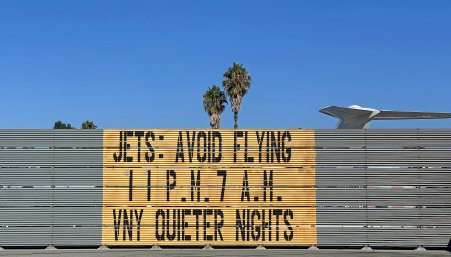 JETS: AVOID FLYING
11 P.M. 7 A.M.
VNY QUIETER NIGHTS.